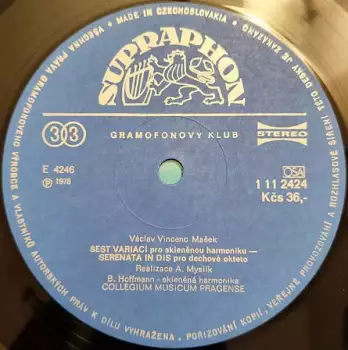 MADE IN CZECHOSLOVAKIA
VŠECHNA PRÁVA GRAMOFONOVÉHO VÝROBCE A ROZHLASOVÉ ŠÍŘENÍ TÉTO DESKY JE ZAKÁZÁNO
A VLASTNÍKŮ AUTORSKÝCH PRÁV K DÍLU VYHRAŽENA. POŘIZOVÁNÍ KOPIÍ, VEŘEJNÉ PROVOZOVÁNÍ
SUPRAPHON
33
GRAMOFONOVÝ KLUB
STEREO
E 4246
OSA
℗ 1978
1 11 2424
Kčs 36,-
Václav Vincenc Mašek
ŠEST VARIACÍ pro skleněnou harmoniku —
SERENATA IN DIS pro dechové okteto
Realizace A. Myslík
B. Hoffmann - skleněná harmonika
COLLEGIUM MUSICUM PRAGENSE